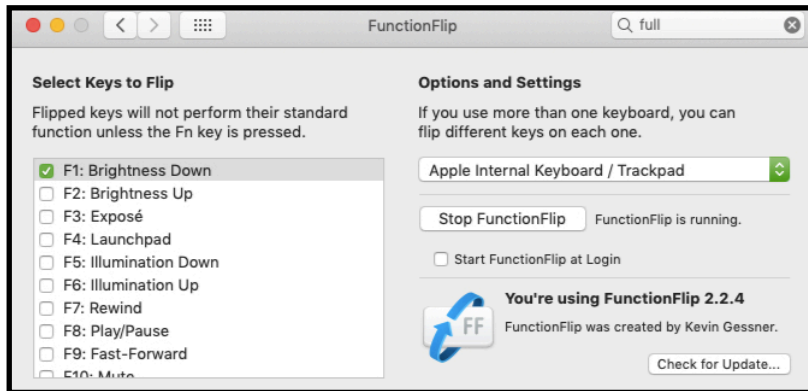 FunctionFlip
full
Select Keys to Flip
Flipped keys will not perform their standard
function unless the Fn key is pressed.
F1: Brightness Down
F2: Brightness Up
F3: Exposé
F4: Launchpad
F5: Illumination Down
F6: Illumination Up
F7: Rewind
F8: Play/Pause
F9: Fast-Forward
F10: Mute
Options and Settings
If you use more than one keyboard, you can
flip different keys on each one.
Apple Internal Keyboard / Trackpad
Stop FunctionFlip
FunctionFlip is running.
Start FunctionFlip at Login
FF
You're using FunctionFlip 2.2.4
FunctionFlip was created by Kevin Gessner.
Check for Update...